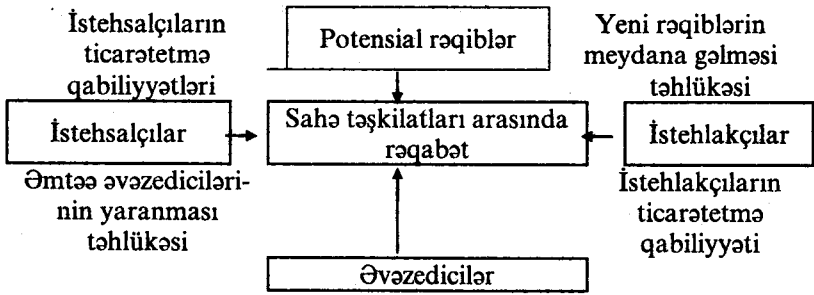 İstehsalçıların
ticarətetmə
qabiliyyətləri
Potensial rəqiblər
Yeni rəqiblərin
meydana gəlməsi
təhlükəsi
İstehsalçılar
Sahə təşkilatları arasında
rəqabət
İstehlakçılar
Əmtəə əvəzediciləri-
nin yaranması
təhlükəsi
İstehlakçıların
ticarətetmə
qabiliyyəti
Əvəzedicilər